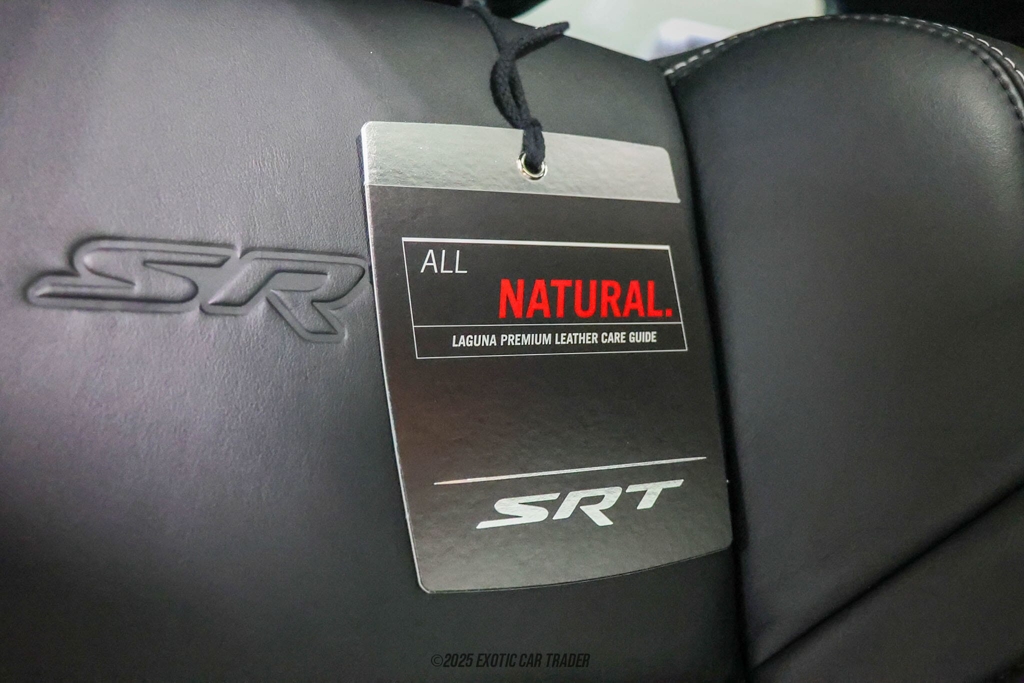 SR
ALL
NATURAL.
LAGUNA PREMIUM LEATHER CARE GUIDE
SRT
©2025 EXOTIC CAR TRADER